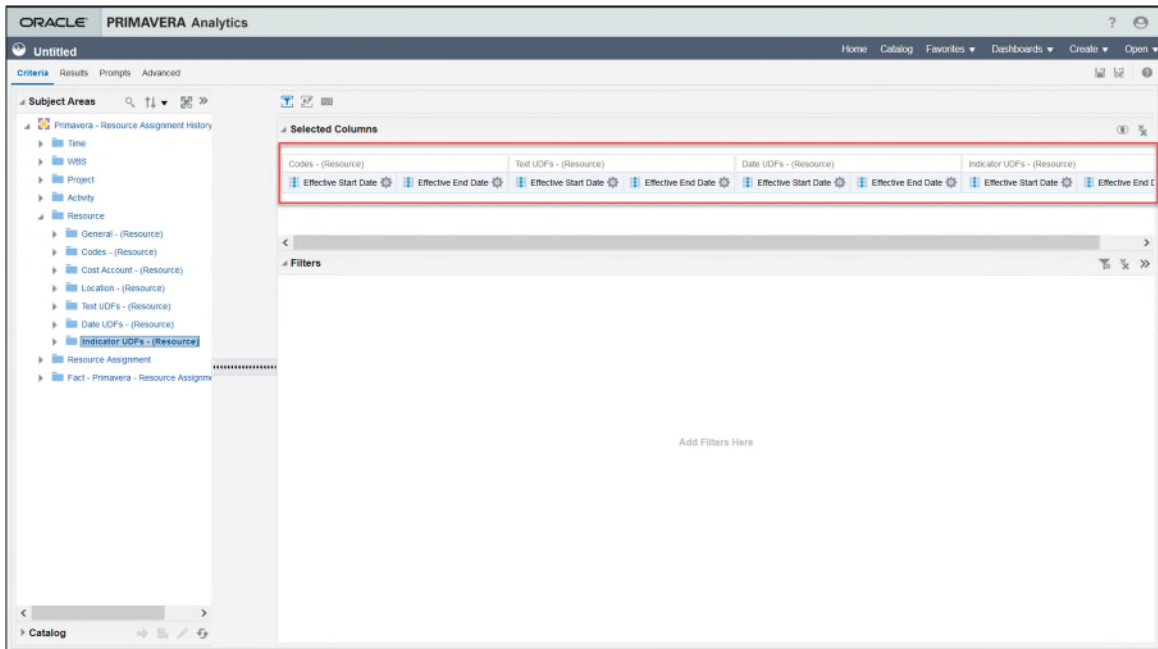 ORACLE PRIMAVERA Analytics
Untitled
Home Catalog Favorites Dashboards Create Open
Criteria Results Prompts Advanced
Subject Areas
Primavera - Resource Assignment History
Time
WBS
Project
Activity
Resource
General - (Resource)
Codes - (Resource)
Cost Account - (Resource)
Location - (Resource)
Text UDFs - (Resource)
Date UDFs - (Resource)
Indicator UDFs - (Resource)
Resource Assignment
Fact - Primavera - Resource Assignm
Catalog
Selected Columns
Codes - (Resource) Text UDFs - (Resource) Date UDFs - (Resource) Indicator UDFs - (Resource)
Effective Start Date Effective End Date Effective Start Date Effective End Date Effective Start Date Effective End Date Effective Start Date Effective End D
Filters
Add Filters Here